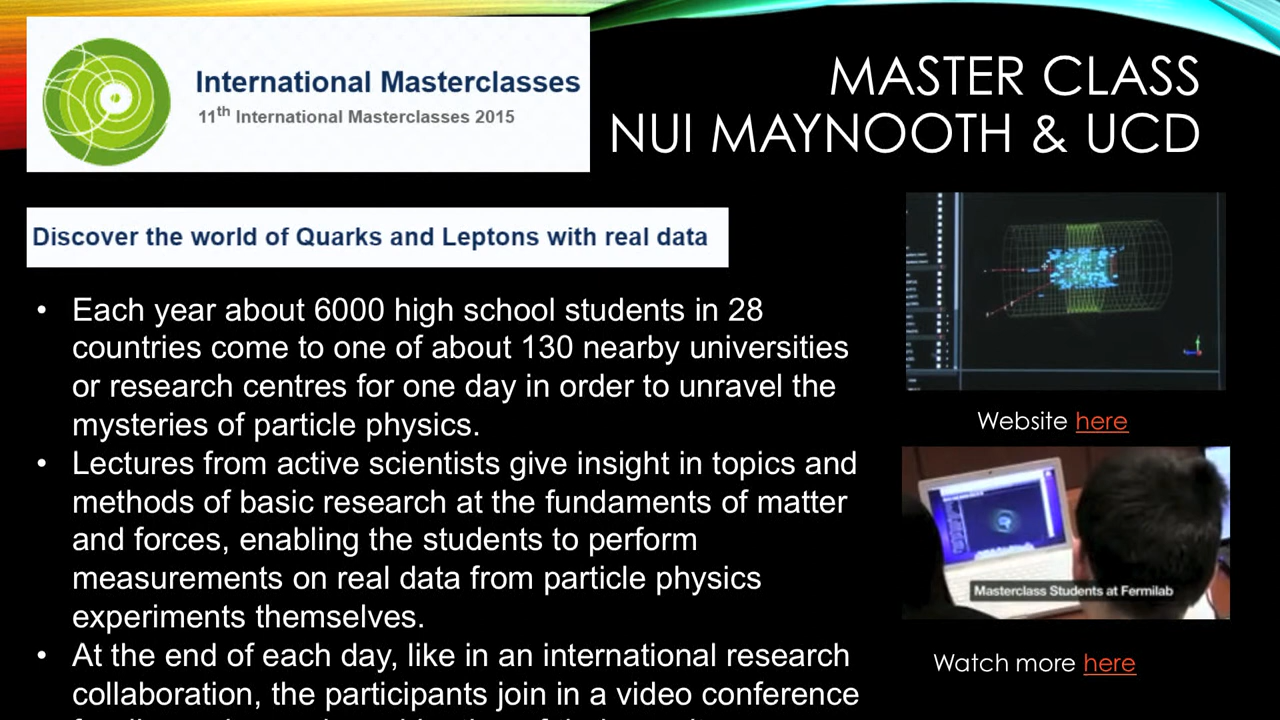 International Masterclasses
11th International Masterclasses 2015
MASTER CLASS
NUI MAYNOOTH & UCD
Discover the world of Quarks and Leptons with real data
• Each year about 6000 high school students in 28
countries come to one of about 130 nearby universities
or research centres for one day in order to unravel the
mysteries of particle physics.
• Lectures from active scientists give insight in topics and
methods of basic research at the fundaments of matter
and forces, enabling the students to perform
measurements on real data from particle physics
experiments themselves.
• At the end of each day, like in an international research
collaboration, the participants join in a video conference
Website here
Masterclass Students at Fermilab
Watch more here